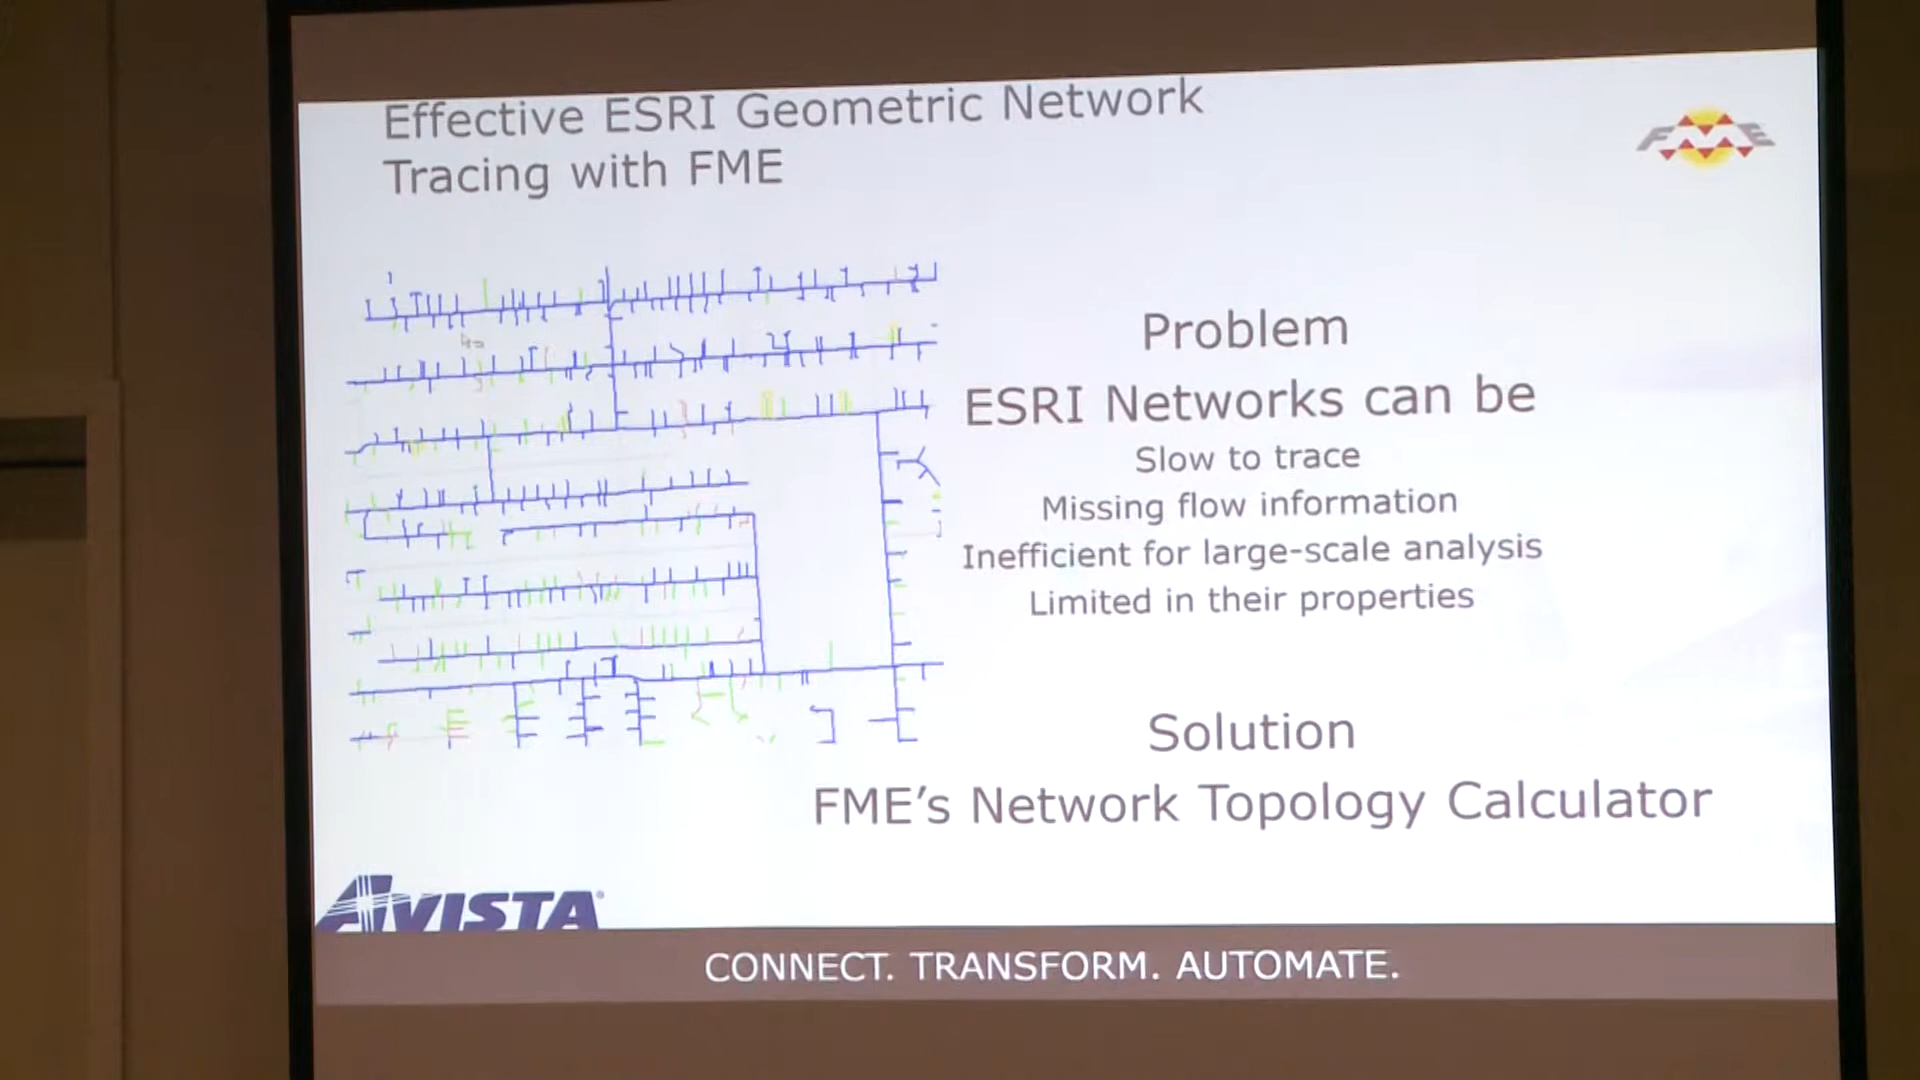 Effective ESRI Geometric Network
Tracing with FME
FME
Problem
ESRI Networks can be
Slow to trace
Missing flow information
Inefficient for large-scale analysis
Limited in their properties
Solution
FME’s Network Topology Calculator
AVISTA®
CONNECT. TRANSFORM. AUTOMATE.